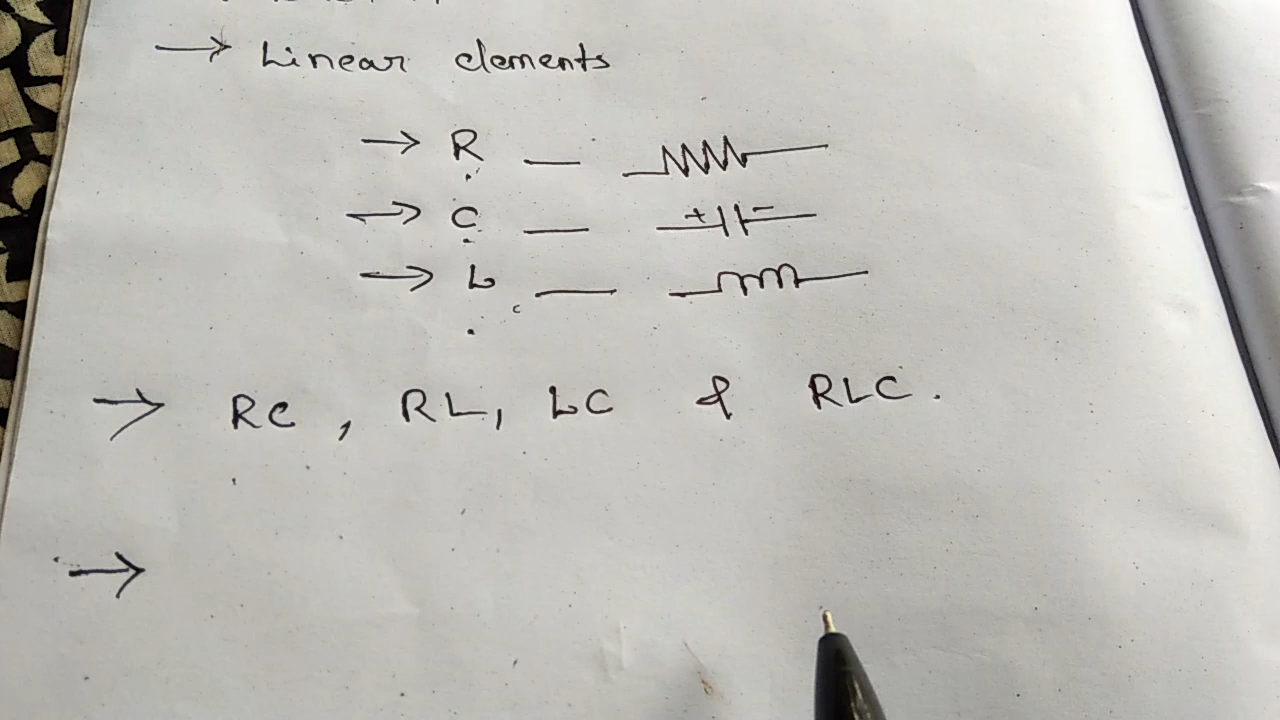 → Linear elements
→ R —
→ C — + -
→ L —
→ RC, RL, LC & RLC.
→